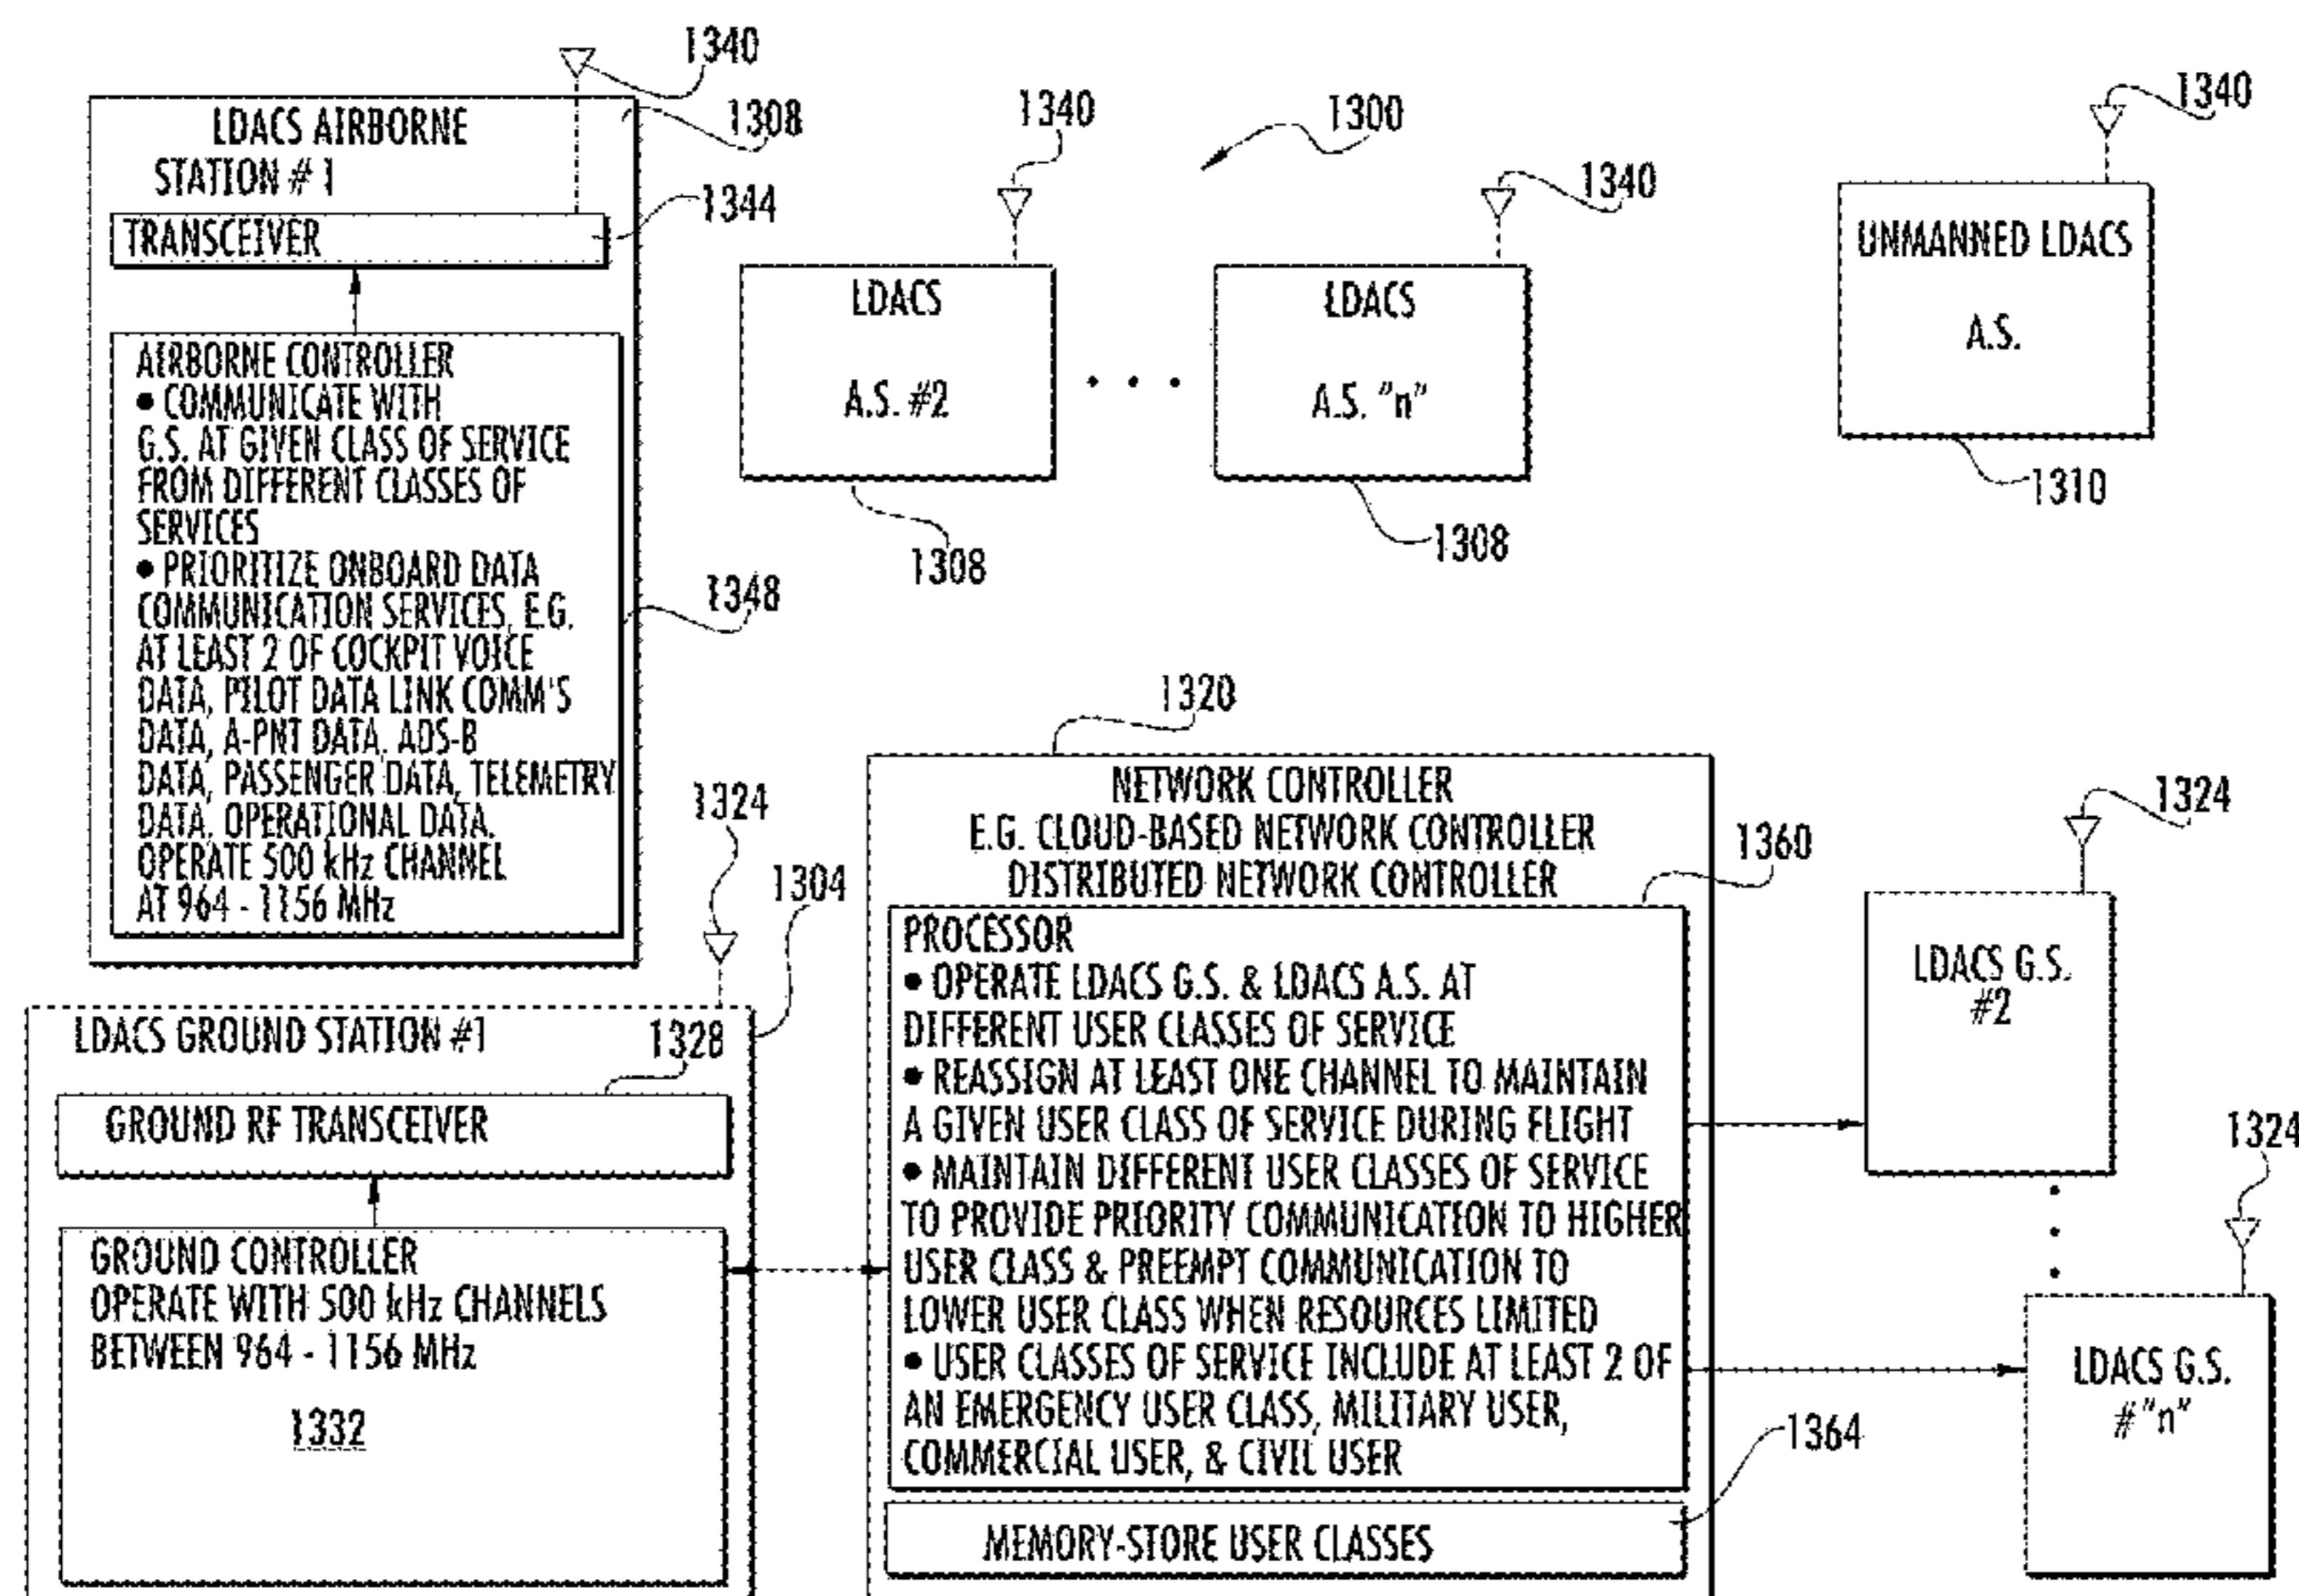 1340
LDACS AIRBORNE
STATION # 1
1308
TRANSCEIVER
1344
AIRBORNE CONTROLLER
• COMMUNICATE WITH
G.S. AT GIVEN CLASS OF SERVICE
FROM DIFFERENT CLASSES OF
SERVICES
• PRIORITIZE ONBOARD DATA
COMMUNICATION SERVICES, E.G.
AT LEAST 2 OF COCKPIT VOICE
DATA, PILOT DATA LINK COMM'S
DATA, A-PNT DATA. ADS-B
DATA, PASSENGER DATA, TELEMETRY
DATA. OPERATIONAL DATA.
OPERATE 500 kHz CHANNEL
AT 964 - 1156 MHz
1348
1340
1300
1340
LDACS
A.S. #2
1308
• • •
LDACS
A.S. "n"
1308
1340
UNMANNED LDACS
A.S.
1310
1324
1304
LDACS GROUND STATION #1
1328
GROUND RF TRANSCEIVER
GROUND CONTROLLER
OPERATE WITH 500 kHz CHANNELS
BETWEEN 964 - 1156 MHz
1332
1320
NETWORK CONTROLLER
E.G. CLOUD-BASED NETWORK CONTROLLER
DISTRIBUTED NETWORK CONTROLLER
1360
PROCESSOR
• OPERATE LDACS G.S. & LDACS A.S. AT
DIFFERENT USER CLASSES OF SERVICE
• REASSIGN AT LEAST ONE CHANNEL TO MAINTAIN
A GIVEN USER CLASS OF SERVICE DURING FLIGHT
• MAINTAIN DIFFERENT USER CLASSES OF SERVICE
TO PROVIDE PRIORITY COMMUNICATION TO HIGHER
USER CLASS & PREEMPT COMMUNICATION TO
LOWER USER CLASS WHEN RESOURCES LIMITED
• USER CLASSES OF SERVICE INCLUDE AT LEAST 2 OF
AN EMERGENCY USER CLASS, MILITARY USER,
COMMERCIAL USER, & CIVIL USER
1364
MEMORY-STORE USER CLASSES
1324
LDACS G.S.
#2
1324
LDACS G.S.
# "n"